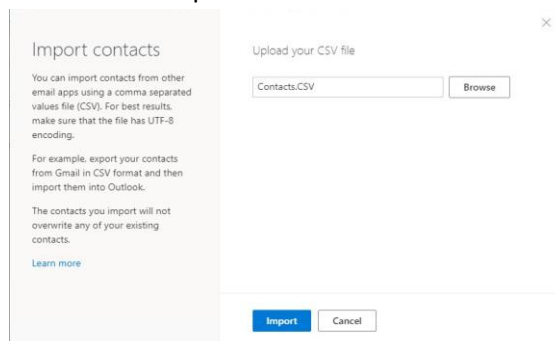 Import contacts
You can import contacts from other
email apps using a comma separated
values file (CSV). For best results,
make sure that the file has UTF-8
encoding.
For example, export your contacts
from Gmail in CSV format and then
import them into Outlook.
The contacts you import will not
overwrite any of your existing
contacts.
Learn more
Upload your CSV file
Contacts.CSV
Browse
Import Cancel